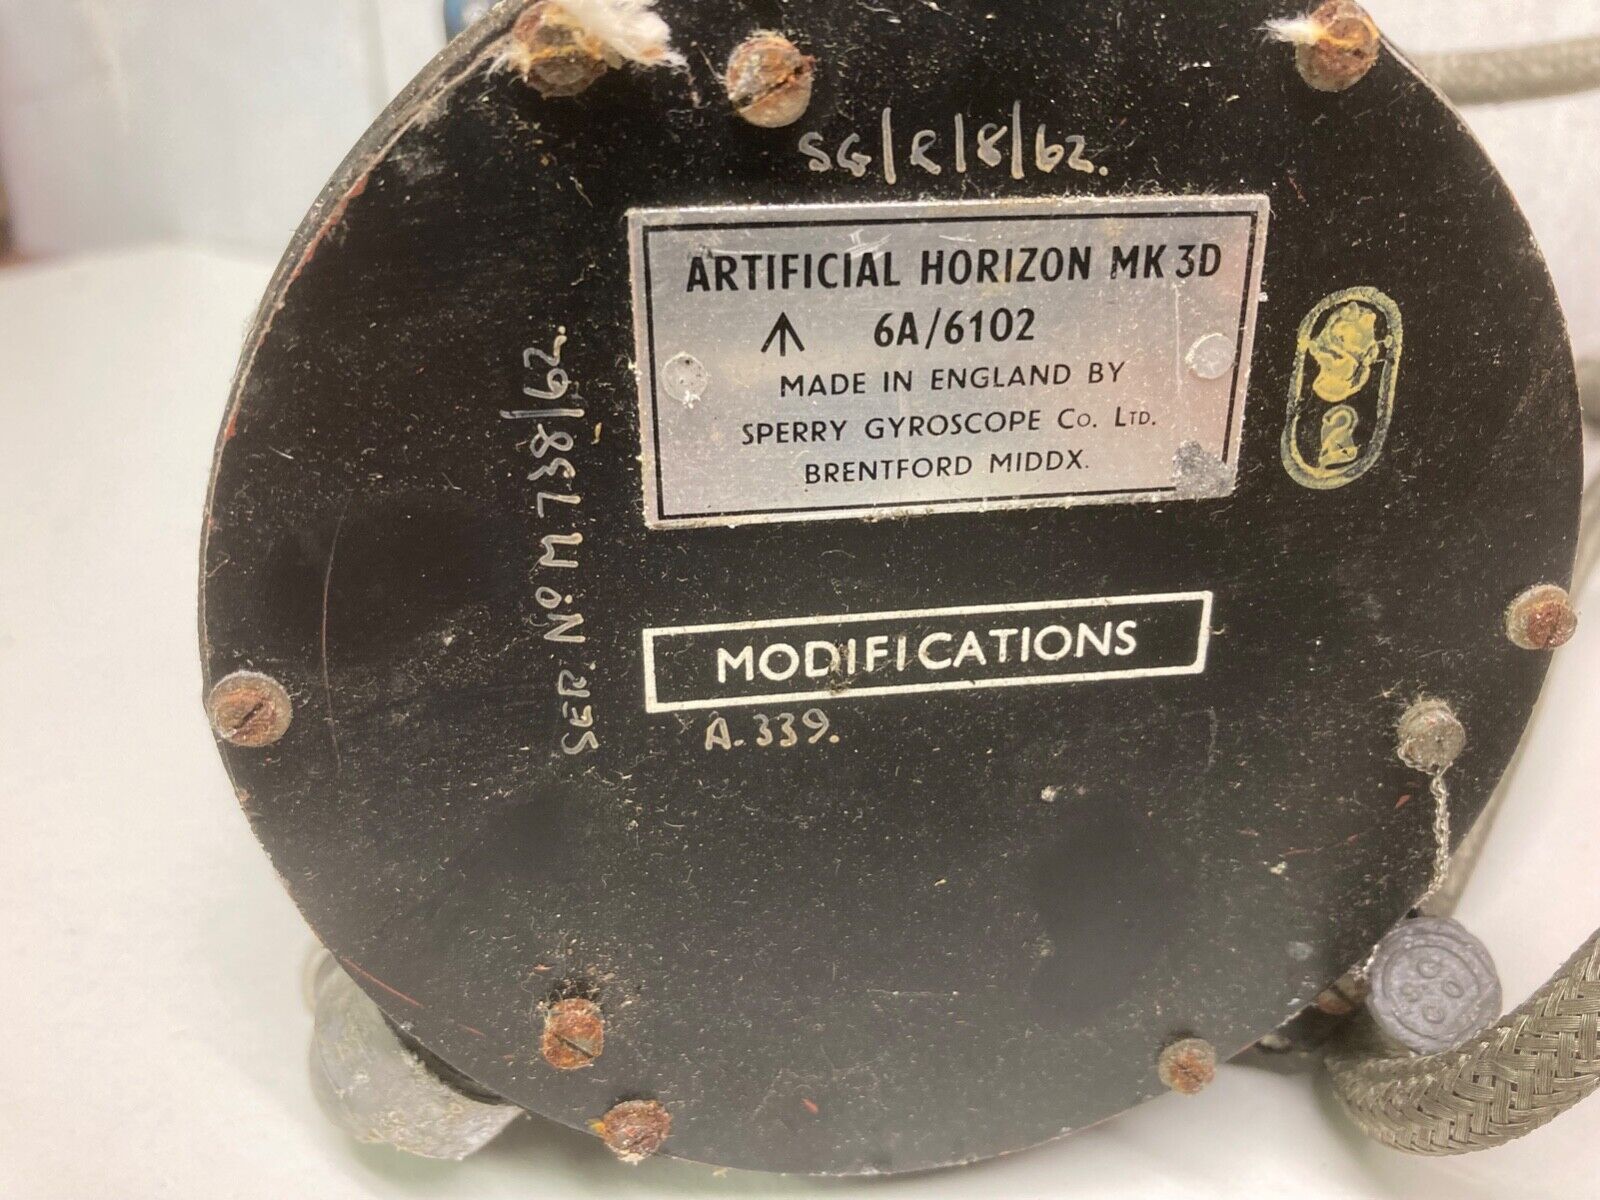 SG/R/8/62.
ARTIFICIAL HORIZON MK 3D
↑ 6A/6102
MADE IN ENGLAND BY
SPERRY GYROSCOPE Co. LTD.
BRENTFORD MIDDX.
SER. No. M738/62.
MODIFICATIONS
A.339.
2